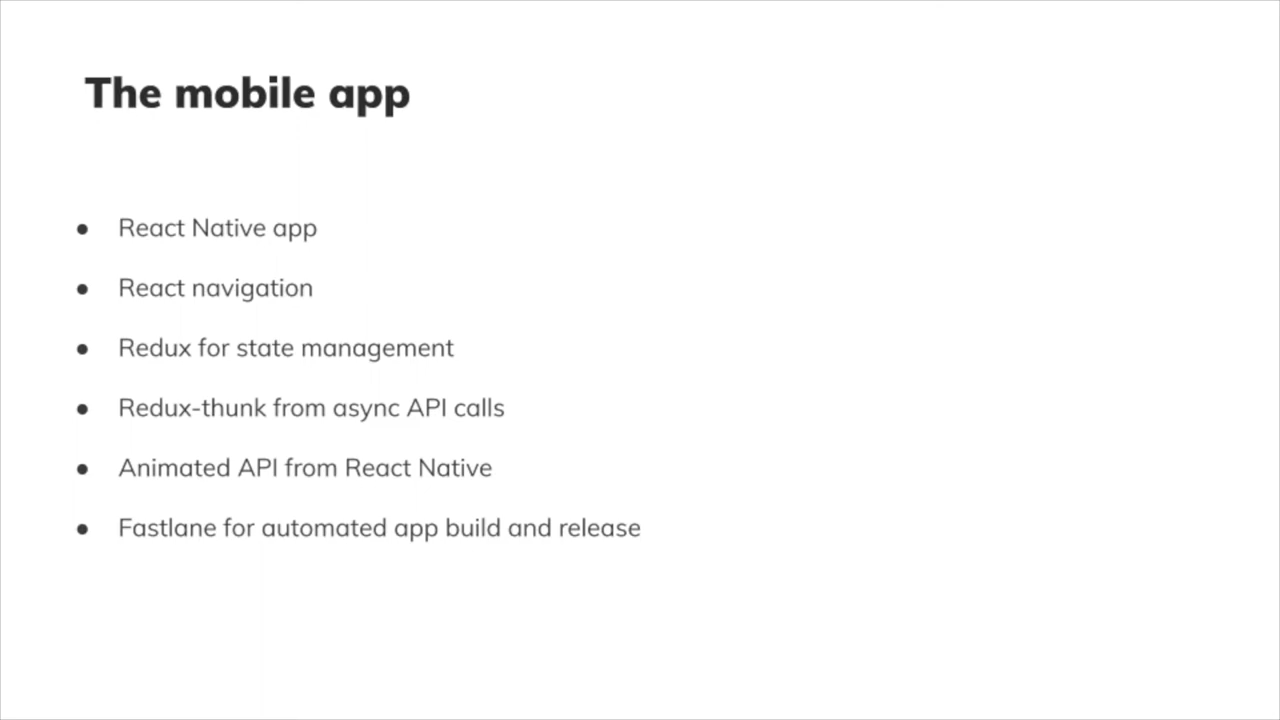 The mobile app
● React Native app
● React navigation
● Redux for state management
● Redux-thunk from async API calls
● Animated API from React Native
● Fastlane for automated app build and release